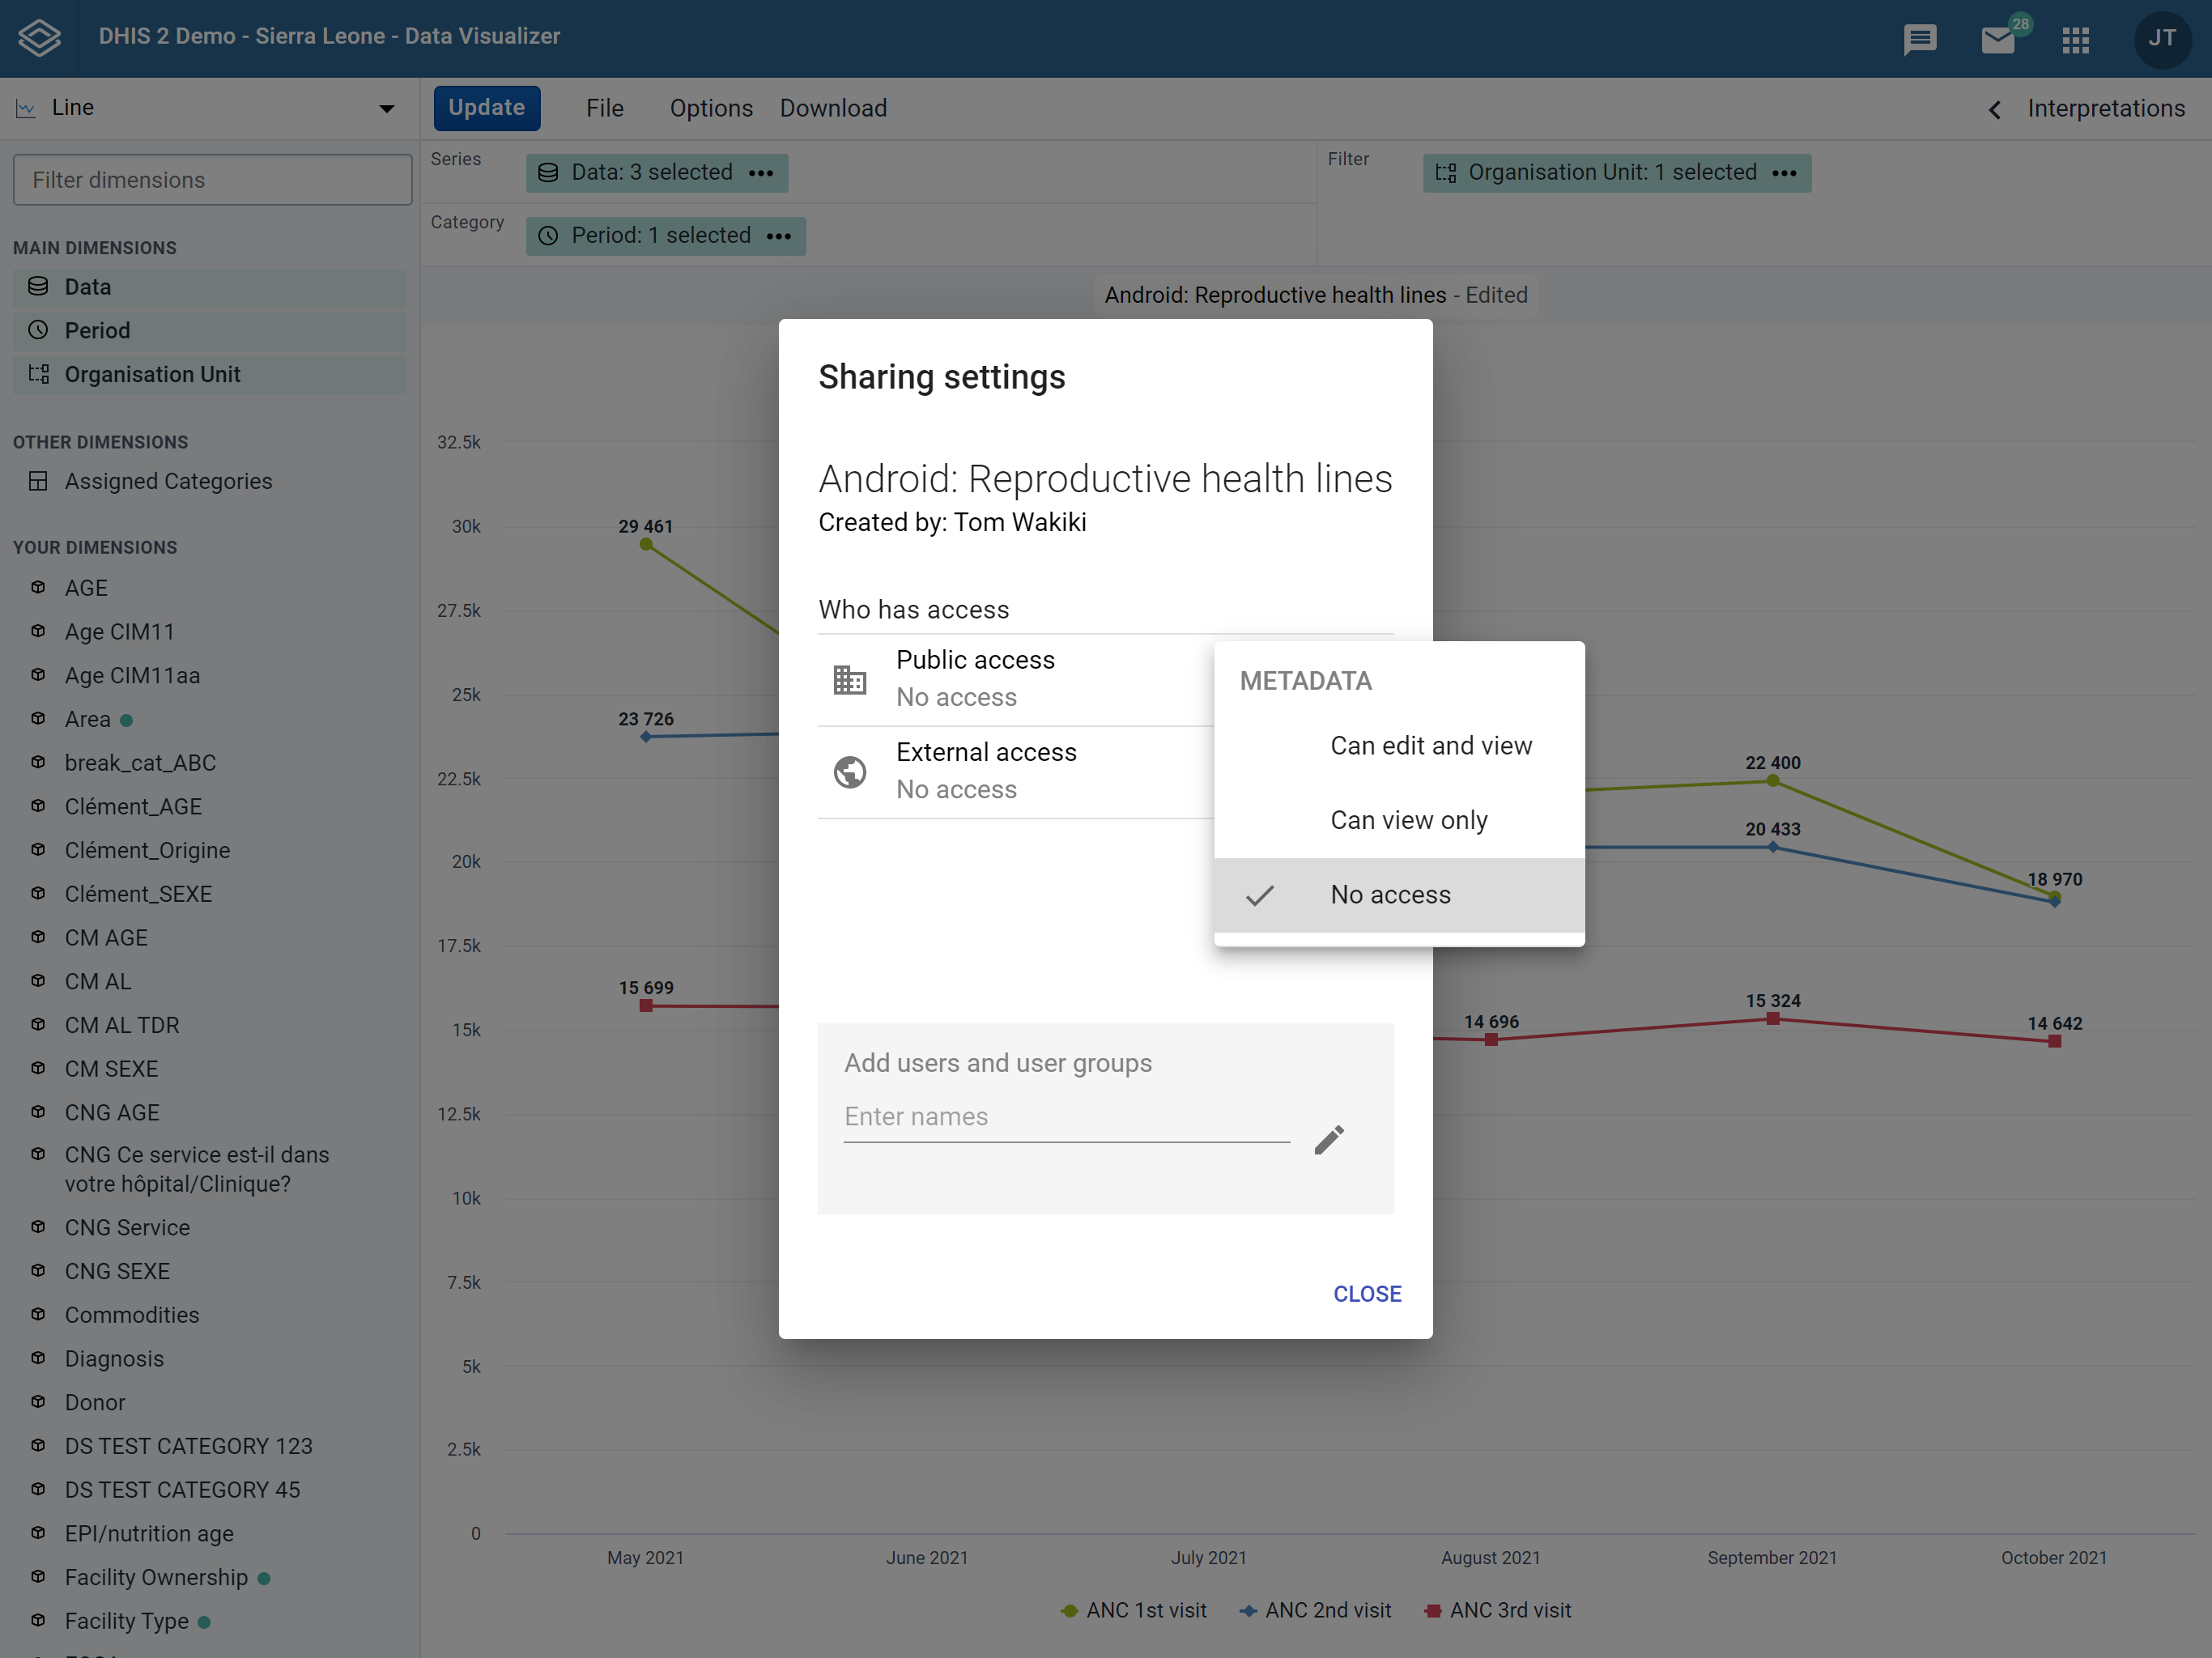 DHIS 2 Demo - Sierra Leone - Data Visualizer
28
JT
Line
Update
File
Options
Download
Interpretations
Filter dimensions
Series
Data: 3 selected
Filter
Organisation Unit: 1 selected
Category
Period: 1 selected
MAIN DIMENSIONS
Data
Period
Organisation Unit
OTHER DIMENSIONS
Assigned Categories
YOUR DIMENSIONS
AGE
Age CIM11
Age CIM11aa
Area
break_cat_ABC
Clément_AGE
Clément_Origine
Clément_SEXE
CM AGE
CM AL
CM AL TDR
CM SEXE
CNG AGE
CNG Ce service est-il dans
votre hôpital/Clinique?
CNG Service
CNG SEXE
Commodities
Diagnosis
Donor
DS TEST CATEGORY 123
DS TEST CATEGORY 45
EPI/nutrition age
Facility Ownership
Facility Type
Android: Reproductive health lines - Edited
32.5k
30k
27.5k
25k
22.5k
20k
17.5k
15k
12.5k
10k
7.5k
5k
2.5k
0
29 461
23 726
15 699
14 696
22 400
20 433
15 324
18 970
14 642
May 2021
June 2021
July 2021
August 2021
September 2021
October 2021
ANC 1st visit
ANC 2nd visit
ANC 3rd visit
Sharing settings
Android: Reproductive health lines
Created by: Tom Wakiki
Who has access
Public access
No access
External access
No access
METADATA
Can edit and view
Can view only
No access
Add users and user groups
Enter names
CLOSE